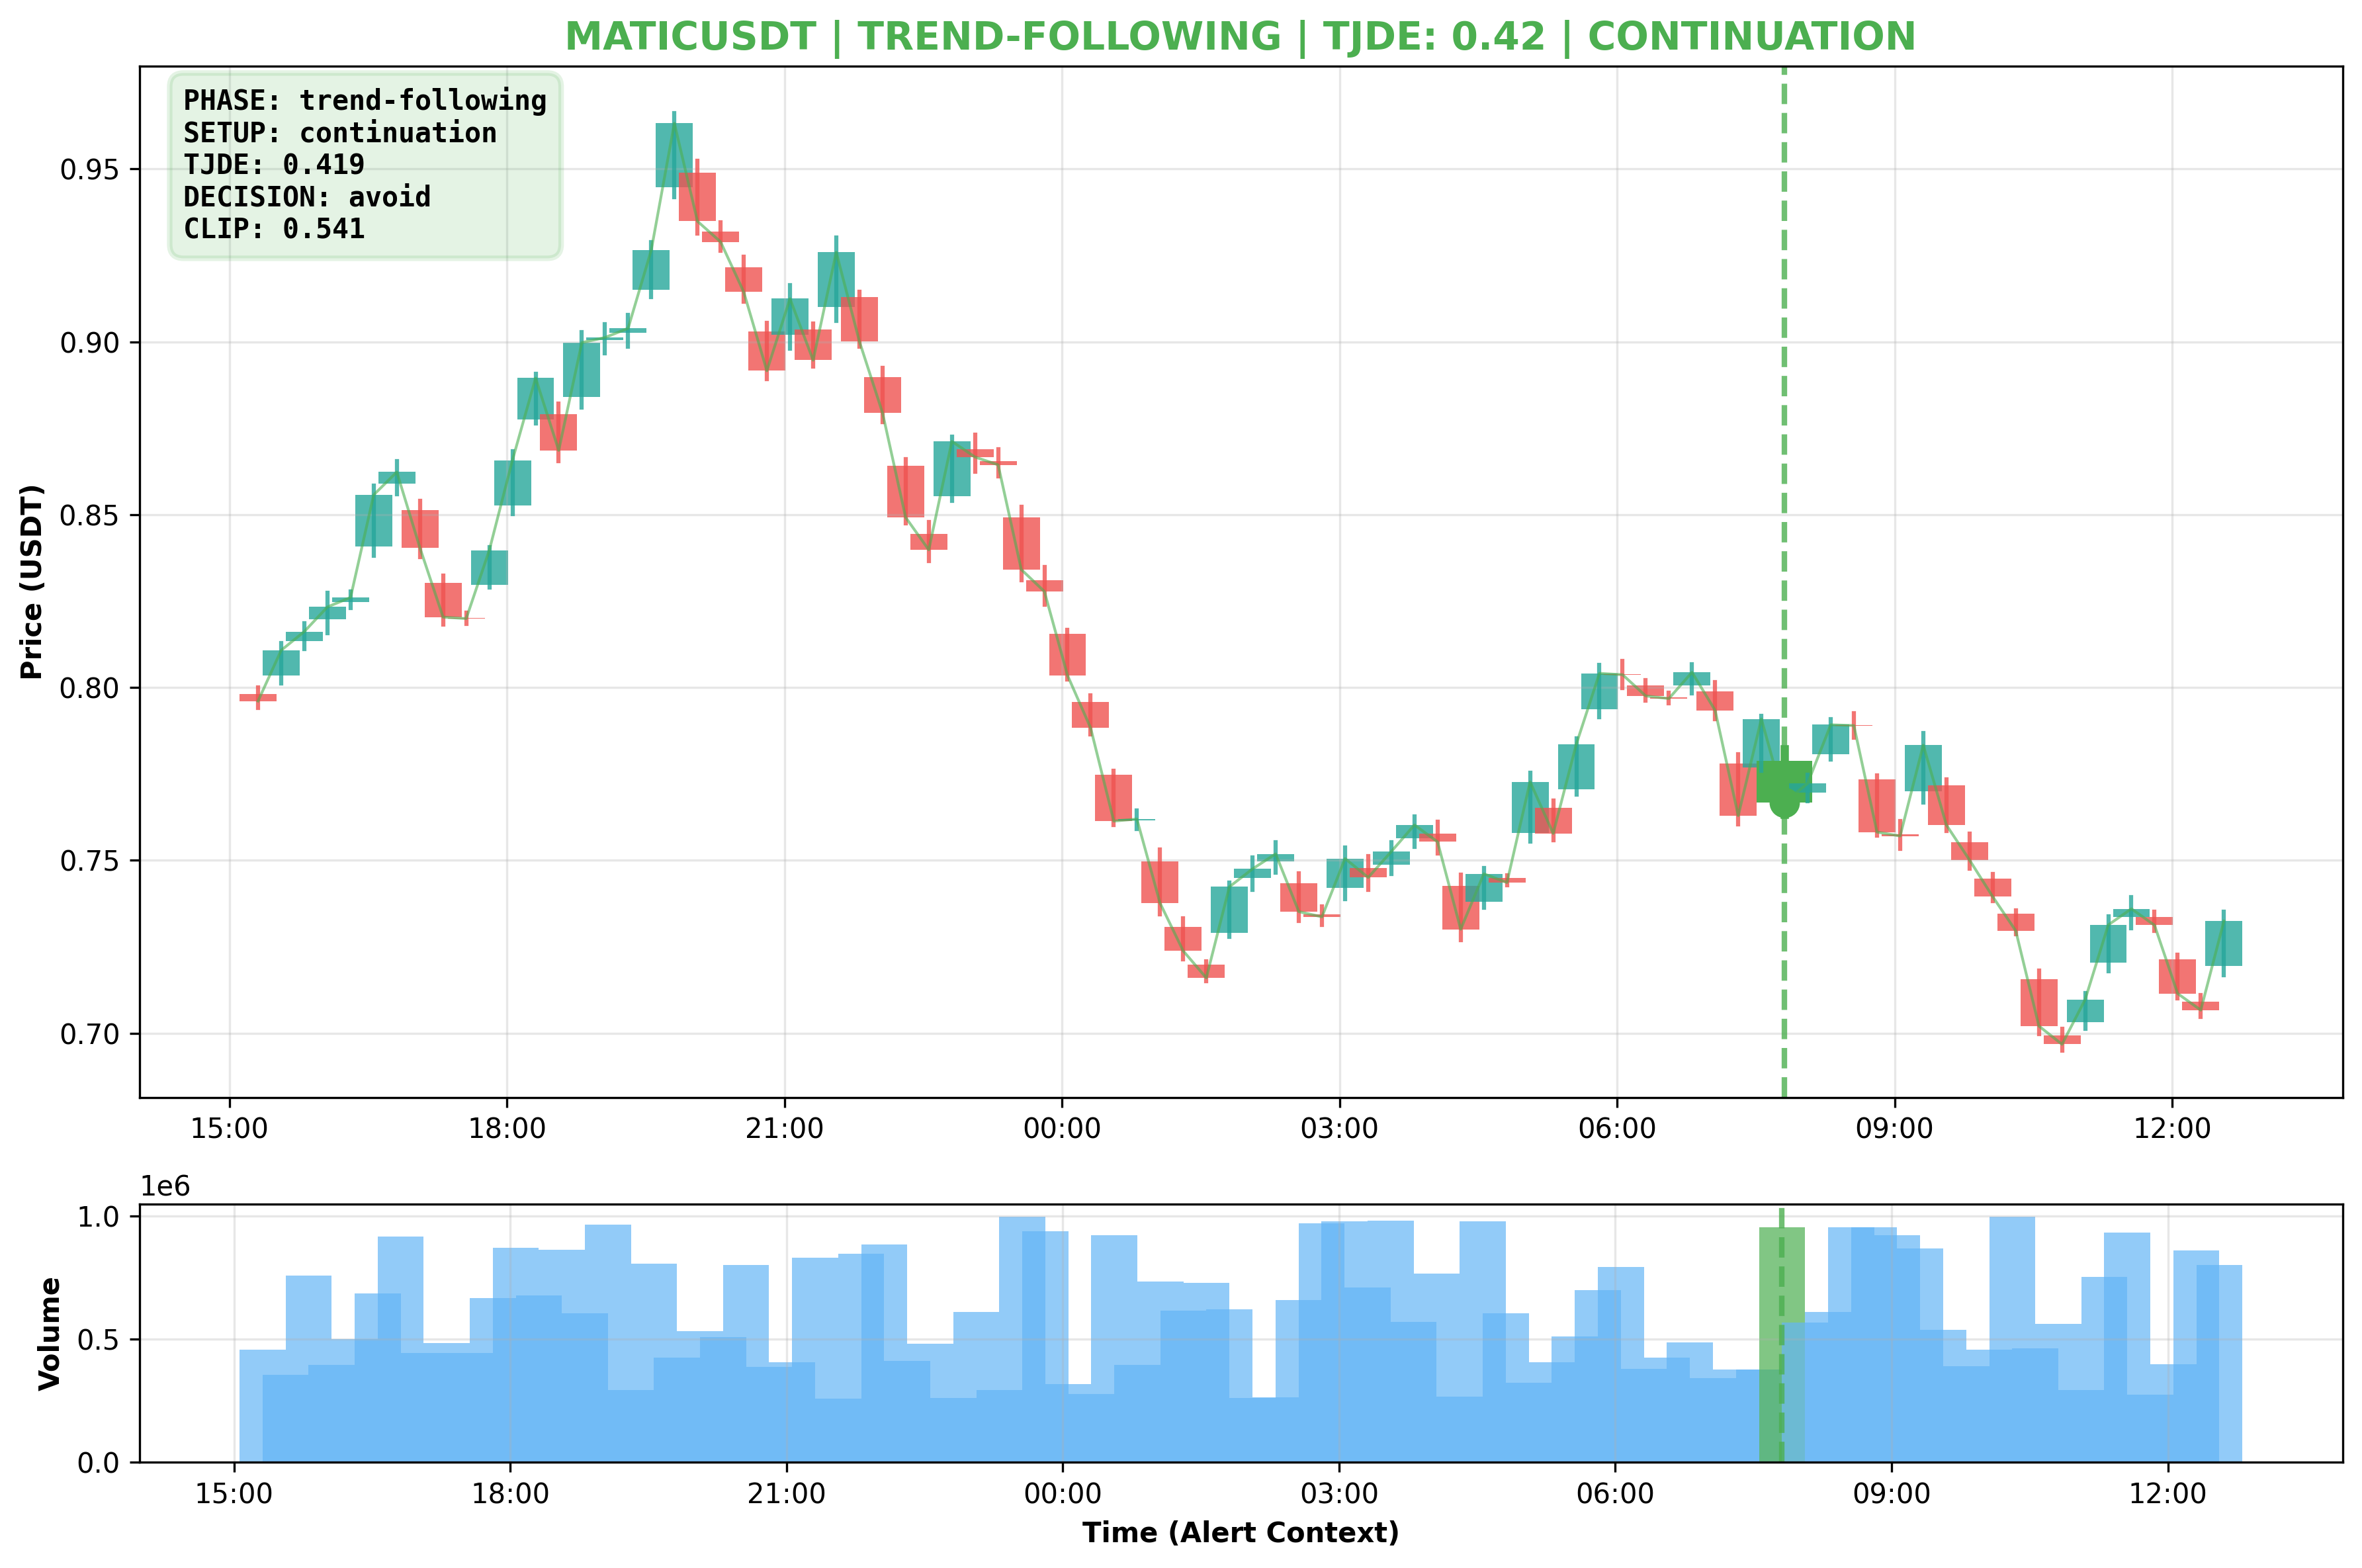 MATICUSDT | TREND-FOLLOWING | TJDE: 0.42 | CONTINUATION
PHASE: trend-following
SETUP: continuation
TJDE: 0.419
DECISION: avoid
CLIP: 0.541
Price (USDT)
0.95
0.90
0.85
0.80
0.75
0.70
15:00 18:00 21:00 00:00 03:00 06:00 09:00 12:00
1e6
Volume
1.0
0.5
0.0
15:00 18:00 21:00 00:00 03:00 06:00 09:00 12:00
Time (Alert Context)